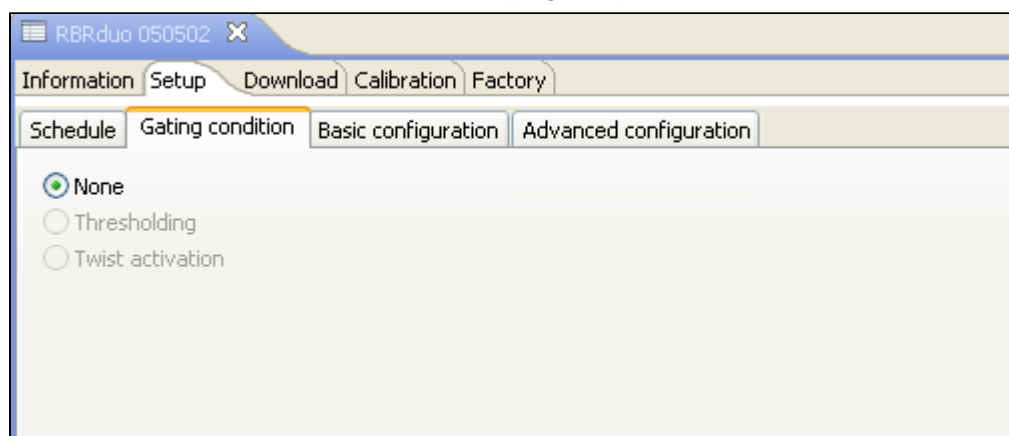 RBRduo 050502
Information Setup Download Calibration Factory
Schedule Gating condition Basic configuration Advanced configuration
None
Thresholding
Twist activation